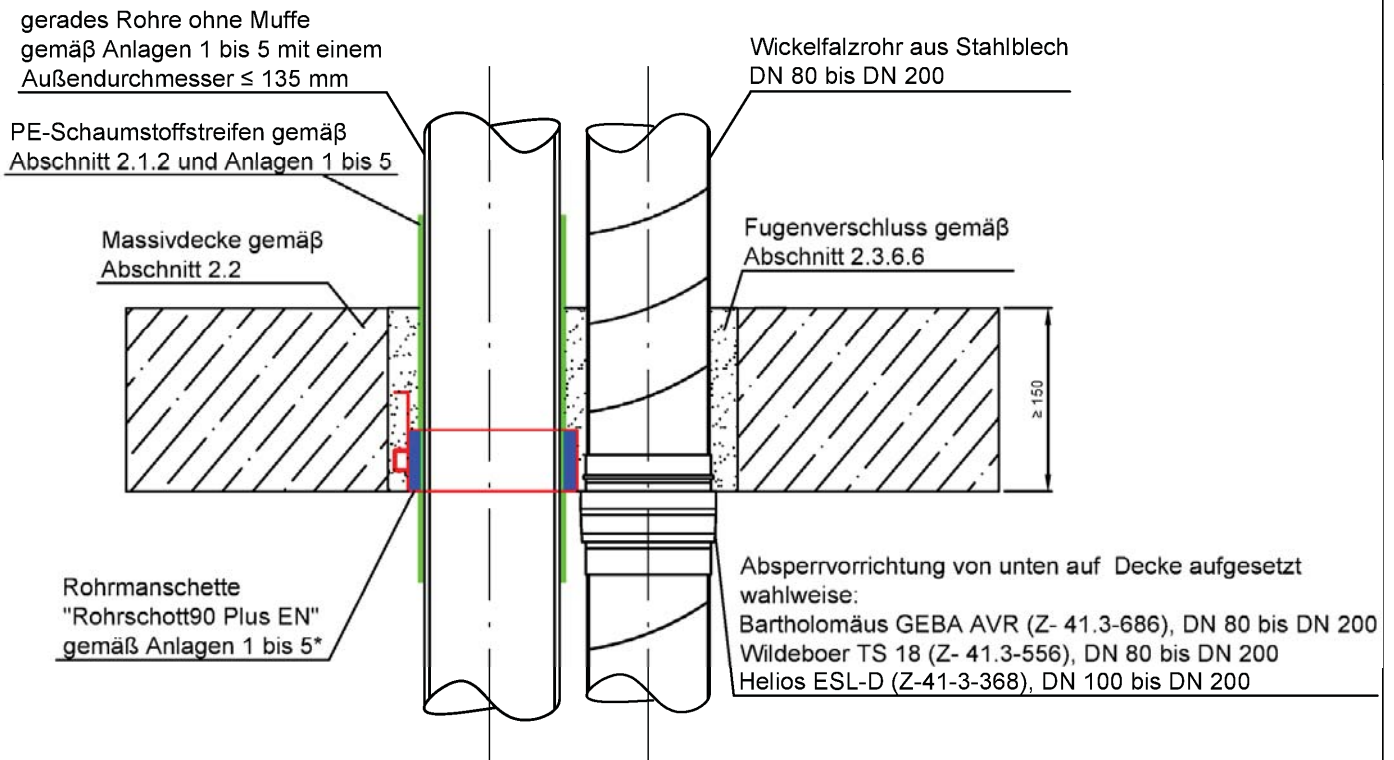 gerades Rohre ohne Muffe
gemäß Anlagen 1 bis 5 mit einem
Außendurchmesser ≤ 135 mm
Wickelfalzrohr aus Stahlblech
DN 80 bis DN 200
PE-Schaumstoffstreifen gemäß
Abschnitt 2.1.2 und Anlagen 1 bis 5
Massivdecke gemäß
Abschnitt 2.2
Fugenverschluss gemäß
Abschnitt 2.3.6.6
≥ 150
Rohrmanschette
"Rohrschott90 Plus EN"
gemäß Anlagen 1 bis 5*
Absperrvorrichtung von unten auf Decke aufgesetzt
wahlweise:
Bartholomäus GEBA AVR (Z- 41.3-686), DN 80 bis DN 200
Wildeboer TS 18 (Z- 41.3-556), DN 80 bis DN 200
Helios ESL-D (Z-41-3-368), DN 100 bis DN 200